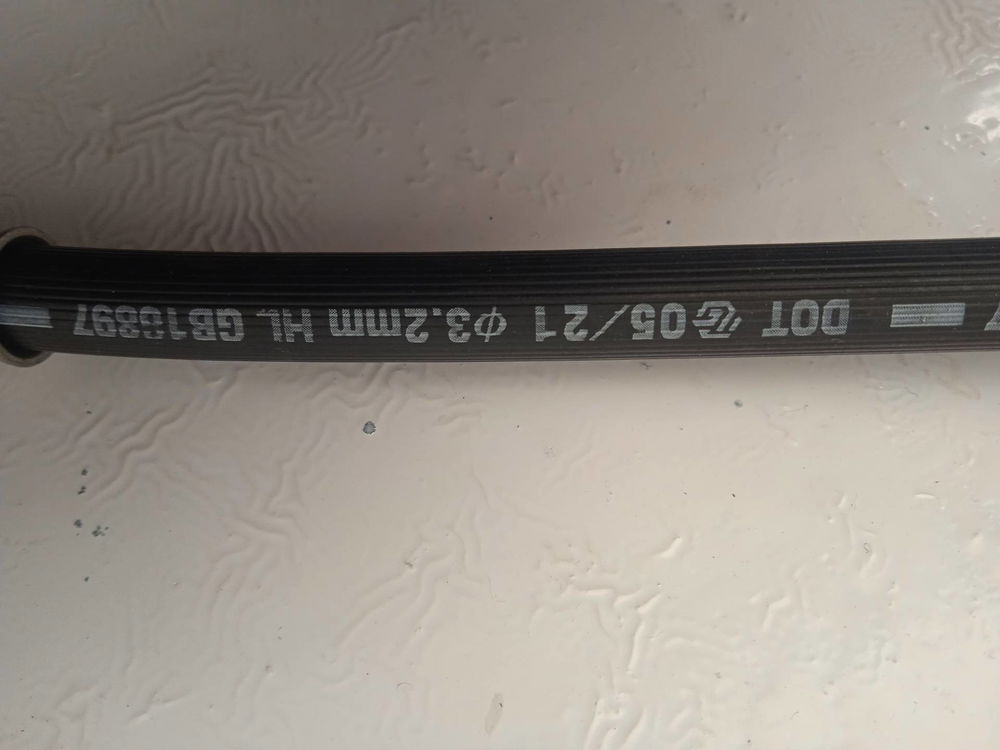 DOT 05/21 Φ3.2mm HL GB16897